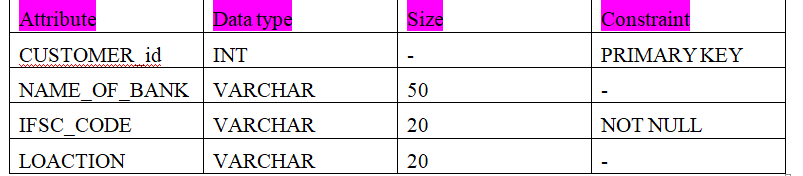 Attribute Data type Size Constraint
CUSTOMER_id INT - PRIMARY KEY
NAME_OF_BANK VARCHAR 50 -
IFSC_CODE VARCHAR 20 NOT NULL
LOACTION VARCHAR 20 -